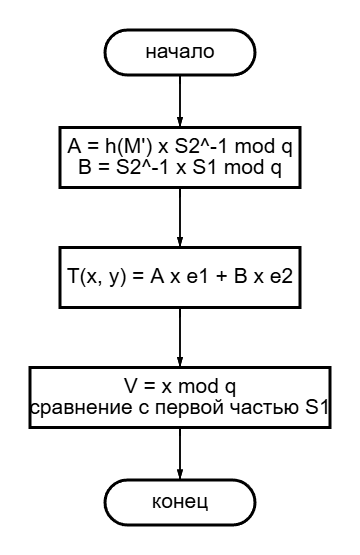 начало
A = h(M') x S2^-1 mod q
B = S2^-1 x S1 mod q
T(x, y) = A x e1 + B x e2
V = x mod q
сравнение с первой частью S1
конец